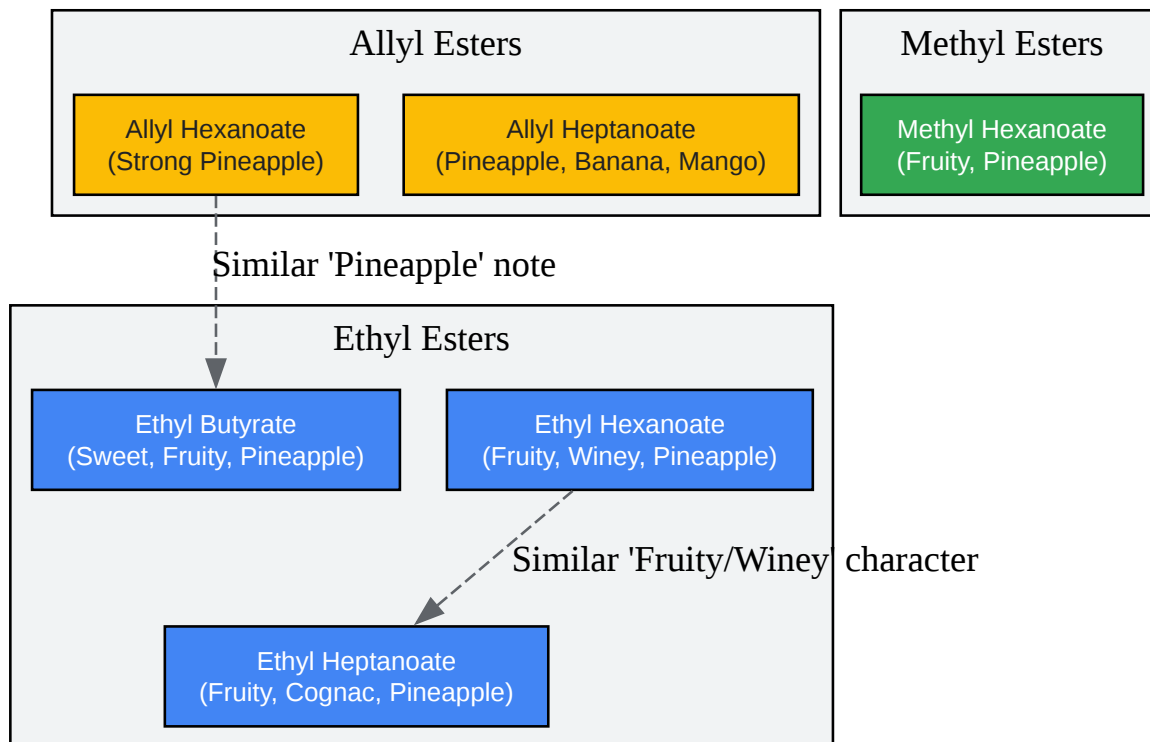 Allyl Esters
Methyl Esters
Allyl Hexanoate
(Strong Pineapple)
Allyl Heptanoate
(Pineapple, Banana, Mango)
Methyl Hexanoate
(Fruity, Pineapple)
Similar 'Pineapple' note
Ethyl Esters
Ethyl Butyrate
(Sweet, Fruity, Pineapple)
Ethyl Hexanoate
(Fruity, Winey, Pineapple)
Similar 'Fruity/Winey' character
Ethyl Heptanoate
(Fruity, Cognac, Pineapple)